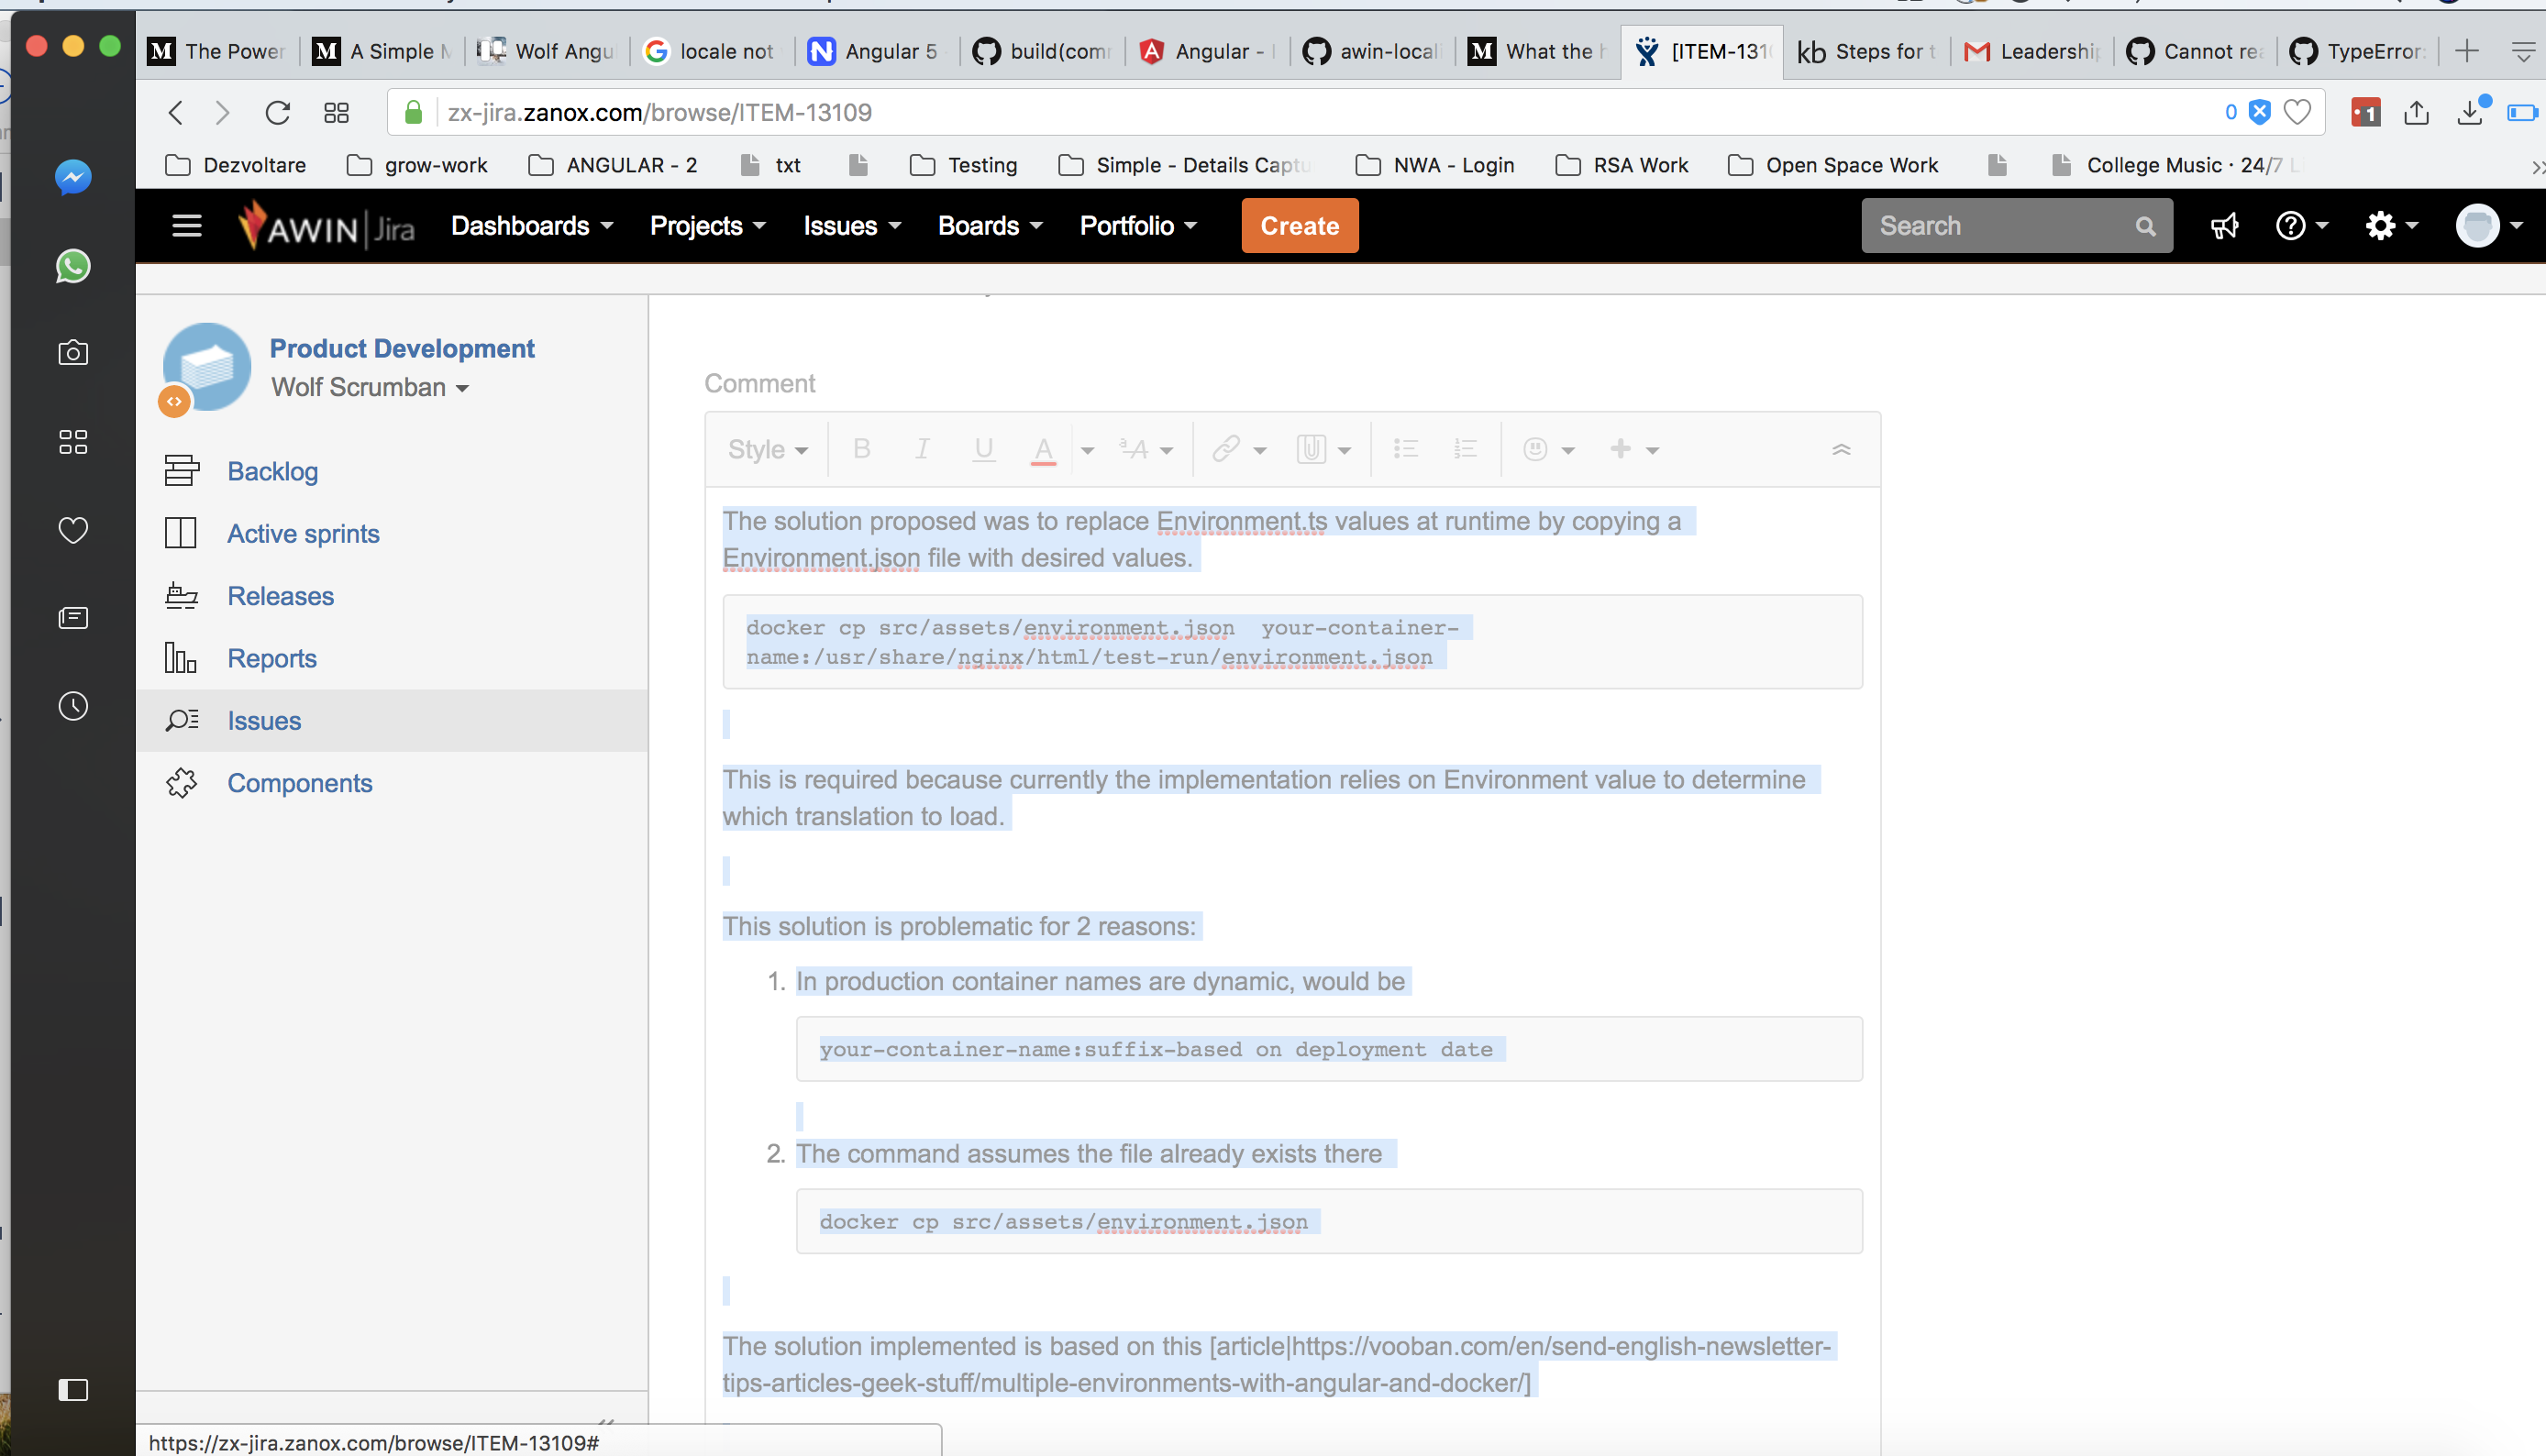 The Power
A Simple
Wolf Angu
locale not
Angular 5
build(com
Angular -
awin-local
What the
[ITEM-131
kb Steps for
Leadership
Cannot re
TypeError:
zx-jira.zanox.com/browse/ITEM-13109
0
1
Dezvoltare
grow-work
ANGULAR - 2
txt
Testing
Simple - Details Captu
NWA - Login
RSA Work
Open Space Work
College Music · 24/7
AWIN Jira
Dashboards
Projects
Issues
Boards
Portfolio
Create
Search
Product Development
Wolf Scrumban
Backlog
Active sprints
Releases
Reports
Issues
Components
Comment
Style
The solution proposed was to replace Environment.ts values at runtime by copying a
Environment.json file with desired values.
docker cp src/assets/environment.json  your-container-
name:/usr/share/nginx/html/test-run/environment.json
This is required because currently the implementation relies on Environment value to determine
which translation to load.
This solution is problematic for 2 reasons:
1. In production container names are dynamic, would be
your-container-name:suffix-based on deployment date
2. The command assumes the file already exists there
docker cp src/assets/environment.json
The solution implemented is based on this [article|https://vooban.com/en/send-english-newsletter-
tips-articles-geek-stuff/multiple-environments-with-angular-and-docker/]
https://zx-jira.zanox.com/browse/ITEM-13109#